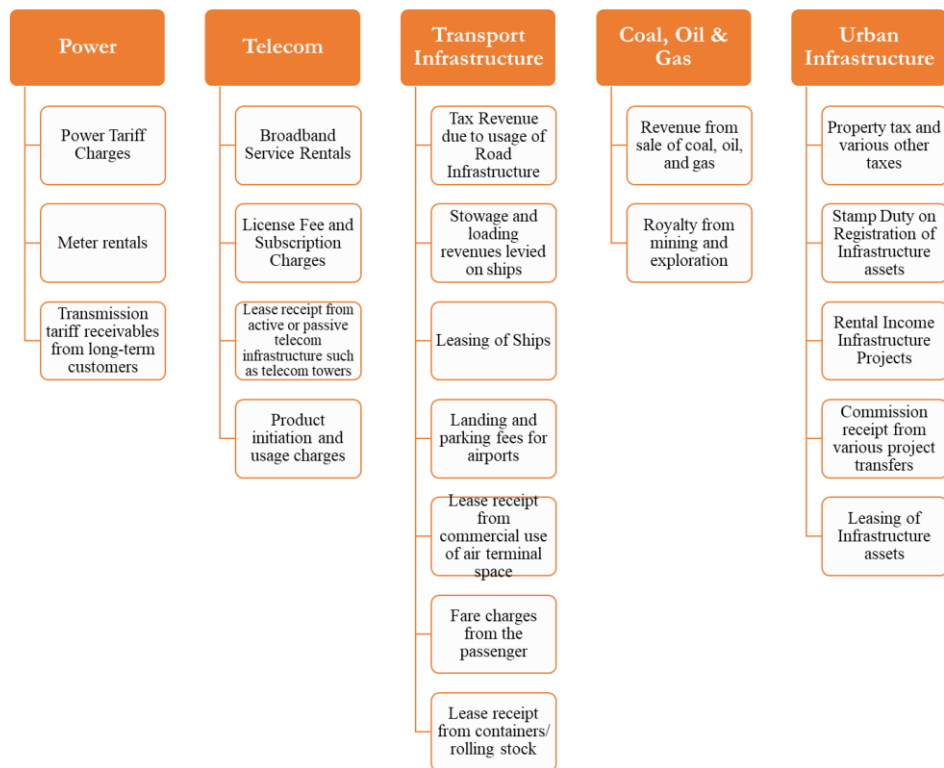 Power
Power Tariff
Charges
Meter rentals
Transmission
tariff receivables
from long-term
customers
Telecom
Broadband
Service Rentals
License Fee and
Subscription
Charges
Lease receipt from
active or passive
telecom
infrastructure such
as telecom towers
Product
initiation and
usage charges
Transport
Infrastructure
Tax Revenue
due to usage of
Road
Infrastructure
Stowage and
loading
revenues levied
on ships
Leasing of Ships
Landing and
parking fees for
airports
Lease receipt
from
commercial use
of air terminal
space
Fare charges
from the
passenger
Lease receipt
from containers/
rolling stock
Coal, Oil &
Gas
Revenue from
sale of coal, oil,
and gas
Royalty from
mining and
exploration
Urban
Infrastructure
Property tax and
various other
taxes
Stamp Duty on
Registration of
Infrastructure
assets
Rental Income
Infrastructure
Projects
Commission
receipt from
various project
transfers
Leasing of
Infrastructure
assets